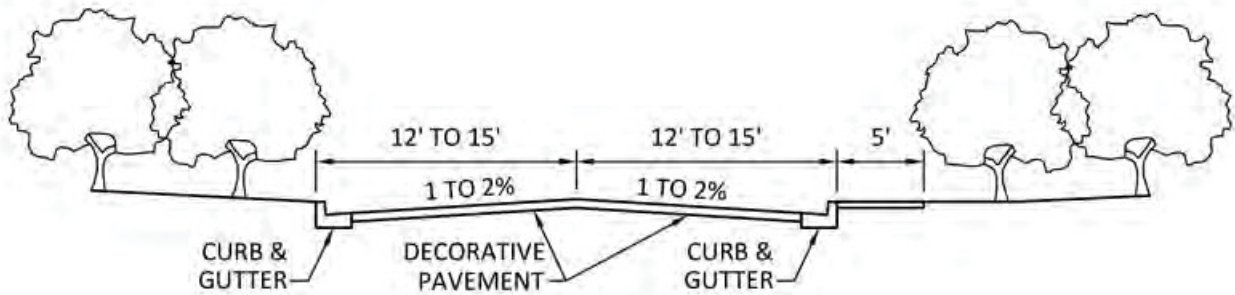 12' TO 15'
12' TO 15'
5'
1 TO 2%
1 TO 2%
CURB &
GUTTER
DECORATIVE
PAVEMENT
CURB &
GUTTER